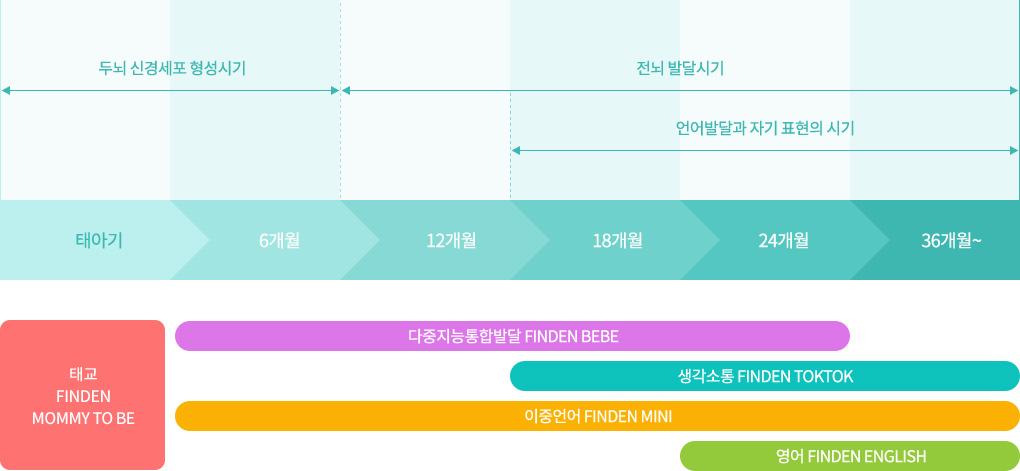 두뇌 신경세포 형성시기
전뇌 발달시기
언어발달과 자기 표현의 시기
태아기
6개월
12개월
18개월
24개월
36개월~
태교
FINDEN
MOMMY TO BE
다중지능통합발달 FINDEN BEBE
생각소통 FINDEN TOKTOK
이중언어 FINDEN MINI
영어 FINDEN ENGLISH